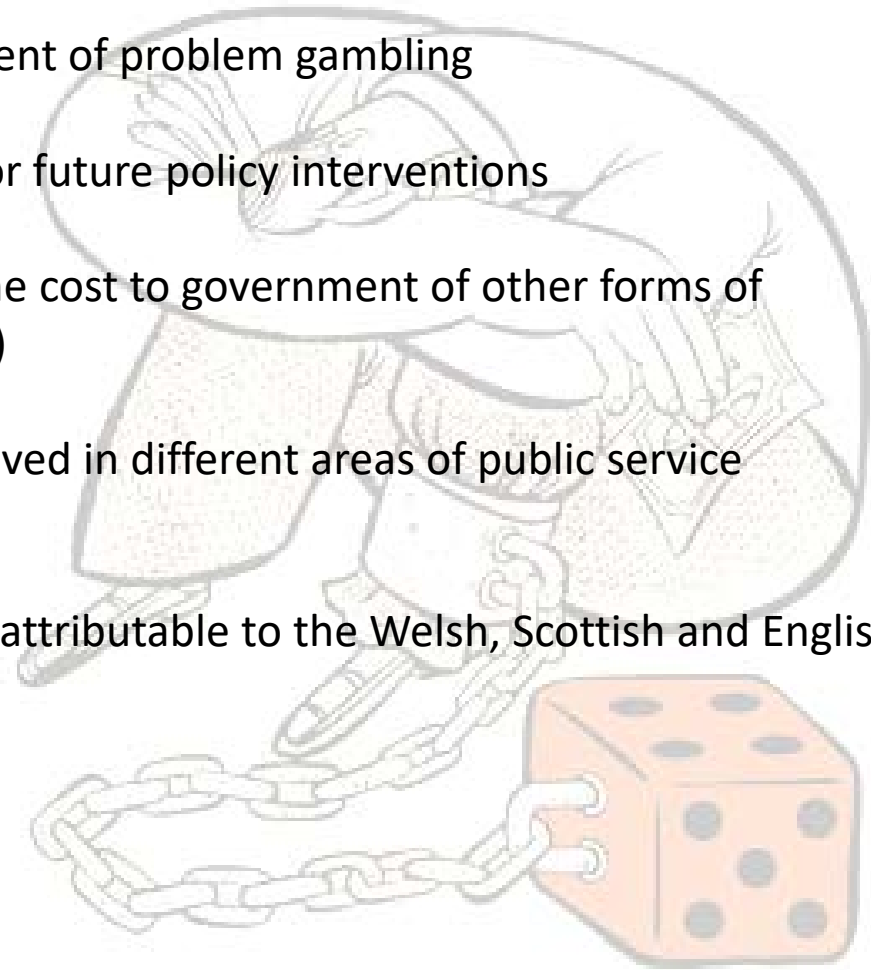 ent of problem gambling
or future policy interventions
he cost to government of other forms of
)
ved in different areas of public service
attributable to the Welsh, Scottish and Englis